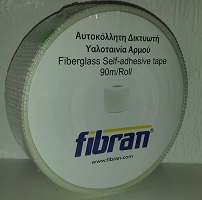 Αυτοκόλλητη Δικτυωτή
Υαλοταινία Αρμού
Fiberglass Self-adhesive tape
90m/Roll
fibran®
www.fibran.com